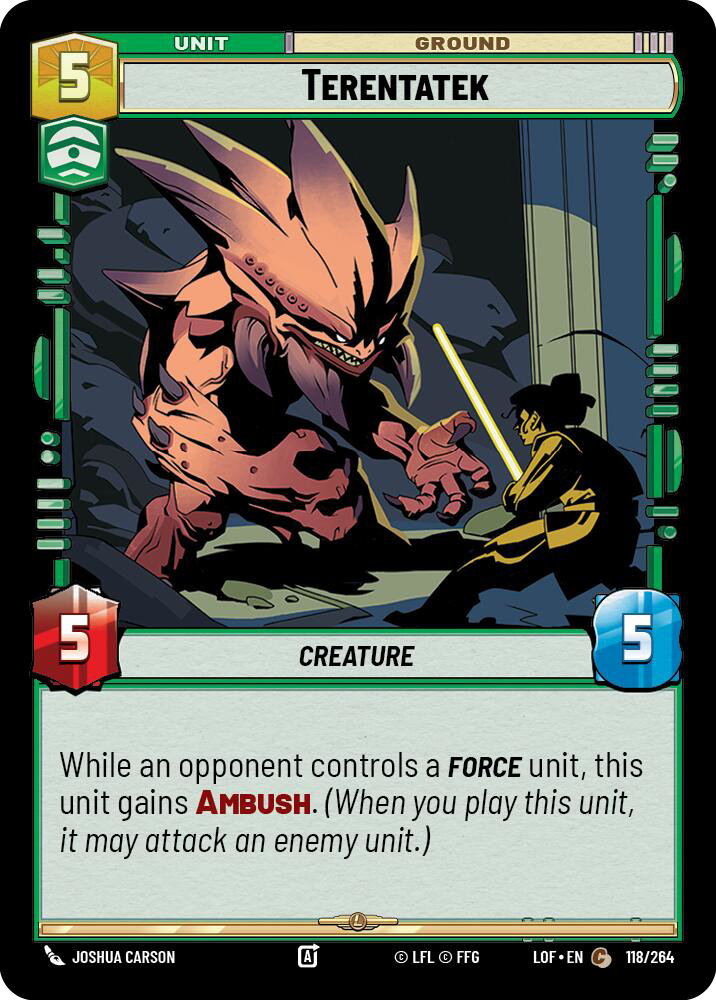 UNIT
GROUND
5
TERENTATEK
5
CREATURE
5
While an opponent controls a FORCE unit, this
unit gains AMBUSH. (When you play this unit,
it may attack an enemy unit.)
JOSHUA CARSON
A
© LFL © FFG
LOF • EN
C
118/264